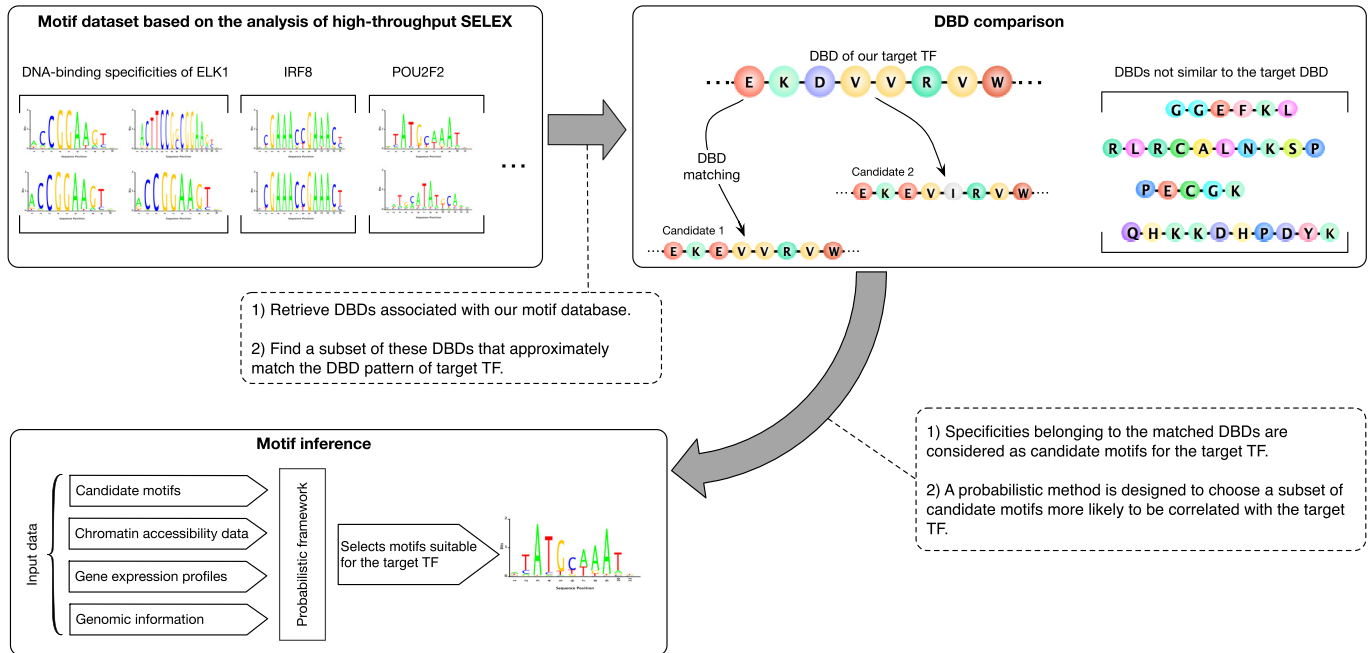 Motif dataset based on the analysis of high-throughput SELEX
DNA-binding specificities of ELK1
IRF8
POU2F2
...
DBD comparison
DBD of our target TF
... E K D V V R V W ...
DBD
matching
Candidate 2
E K E V I R V W
Candidate 1
E K E V V R V W
DBDs not similar to the target DBD
G G E F K L
R L R C A L N K S P
P E C G K
Q H K K D H P D Y K
1) Retrieve DBDs associated with our motif database.
2) Find a subset of these DBDs that approximately
match the DBD pattern of target TF.
1) Specificities belonging to the matched DBDs are
considered as candidate motifs for the target TF.
2) A probabilistic method is designed to choose a subset of
candidate motifs more likely to be correlated with the target
TF.
Motif inference
Input data
Candidate motifs
Chromatin accessibility data
Gene expression profiles
Genomic information
Probabilistic framework
Selects motifs suitable
for the target TF
Sequence Position